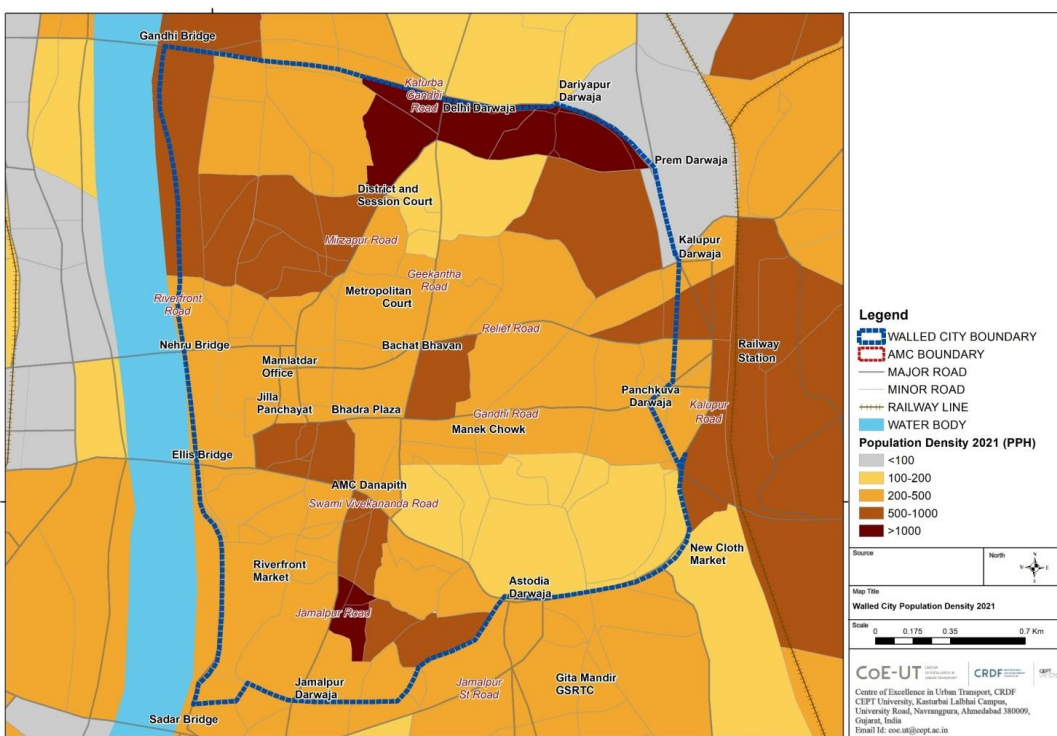 Gandhi Bridge
Katurba
Gandhi
Road
Delhi Darwaja
Dariyapur
Darwaja
Prem Darwaja
District and
Session Court
Mirzapur Road
Kalupur
Darwaja
Geekantha
Road
Metropolitan
Court
Riverfront
Road
Relief Road
Nehru Bridge
Bachat Bhavan
Railway
Station
Mamlatdar
Office
Jilla
Panchayat
Bhadra Plaza
Gandhi Road
Manek Chowk
Panchkuva
Darwaja
Kalupur
Road
Ellis Bridge
AMC Danapith
Swami Vivekananda Road
New Cloth
Market
Riverfront
Market
Astodia
Darwaja
Jamalpur Road
Jamalpur
Darwaja
Jamalpur
St Road
Gita Mandir
GSRTC
Sadar Bridge
Legend
WALLED CITY BOUNDARY
AMC BOUNDARY
MAJOR ROAD
MINOR ROAD
RAILWAY LINE
WATER BODY
Population Density 2021 (PPH)
<100
100-200
200-500
500-1000
>1000
Source
North
N
W E
S
Map Title
Walled City Population Density 2021
Scale
0 0.175 0.35 0.7 Km
CoE-UT
CRDF
CEPT
Centre of Excellence in Urban Transport, CRDF
CEPT University, Kasturbai Lalbhai Campus,
University Road, Navrangpura, Ahmedabad 380009,
Gujarat, India
Email Id: coe.ut@cept.ac.in